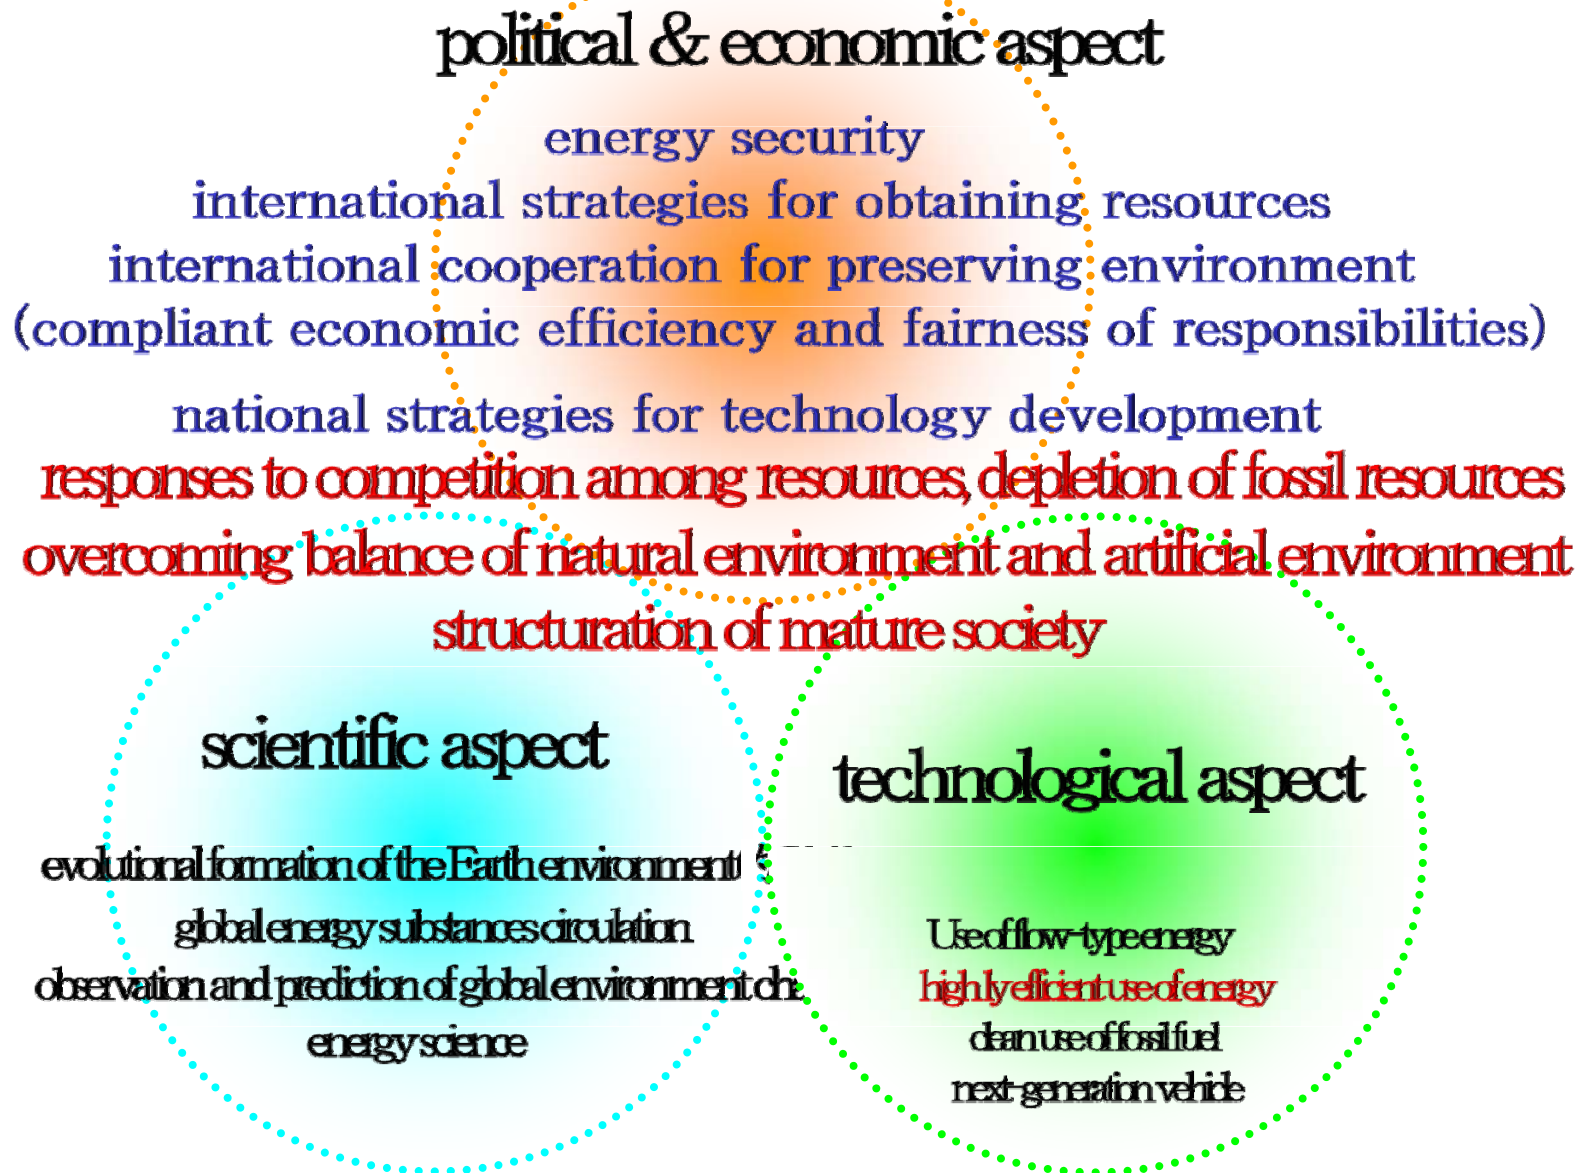 political & economic aspect
energy security
international strategies for obtaining resources
international cooperation for preserving environment
(compliant economic efficiency and fairness of responsibilities)
national strategies for technology development
responses to competition among resources, depletion of fossil resources
overcoming balance of natural environment and artificial environment
structuration of mature society
scientific aspect
technological aspect
evolutional formation of the Earth environment
global energy substances circulation
observation and prediction of global environment
energy science
Use of flow-type energy
highly efficient use of energy
clean use of fossil fuel
next-generation vehicle